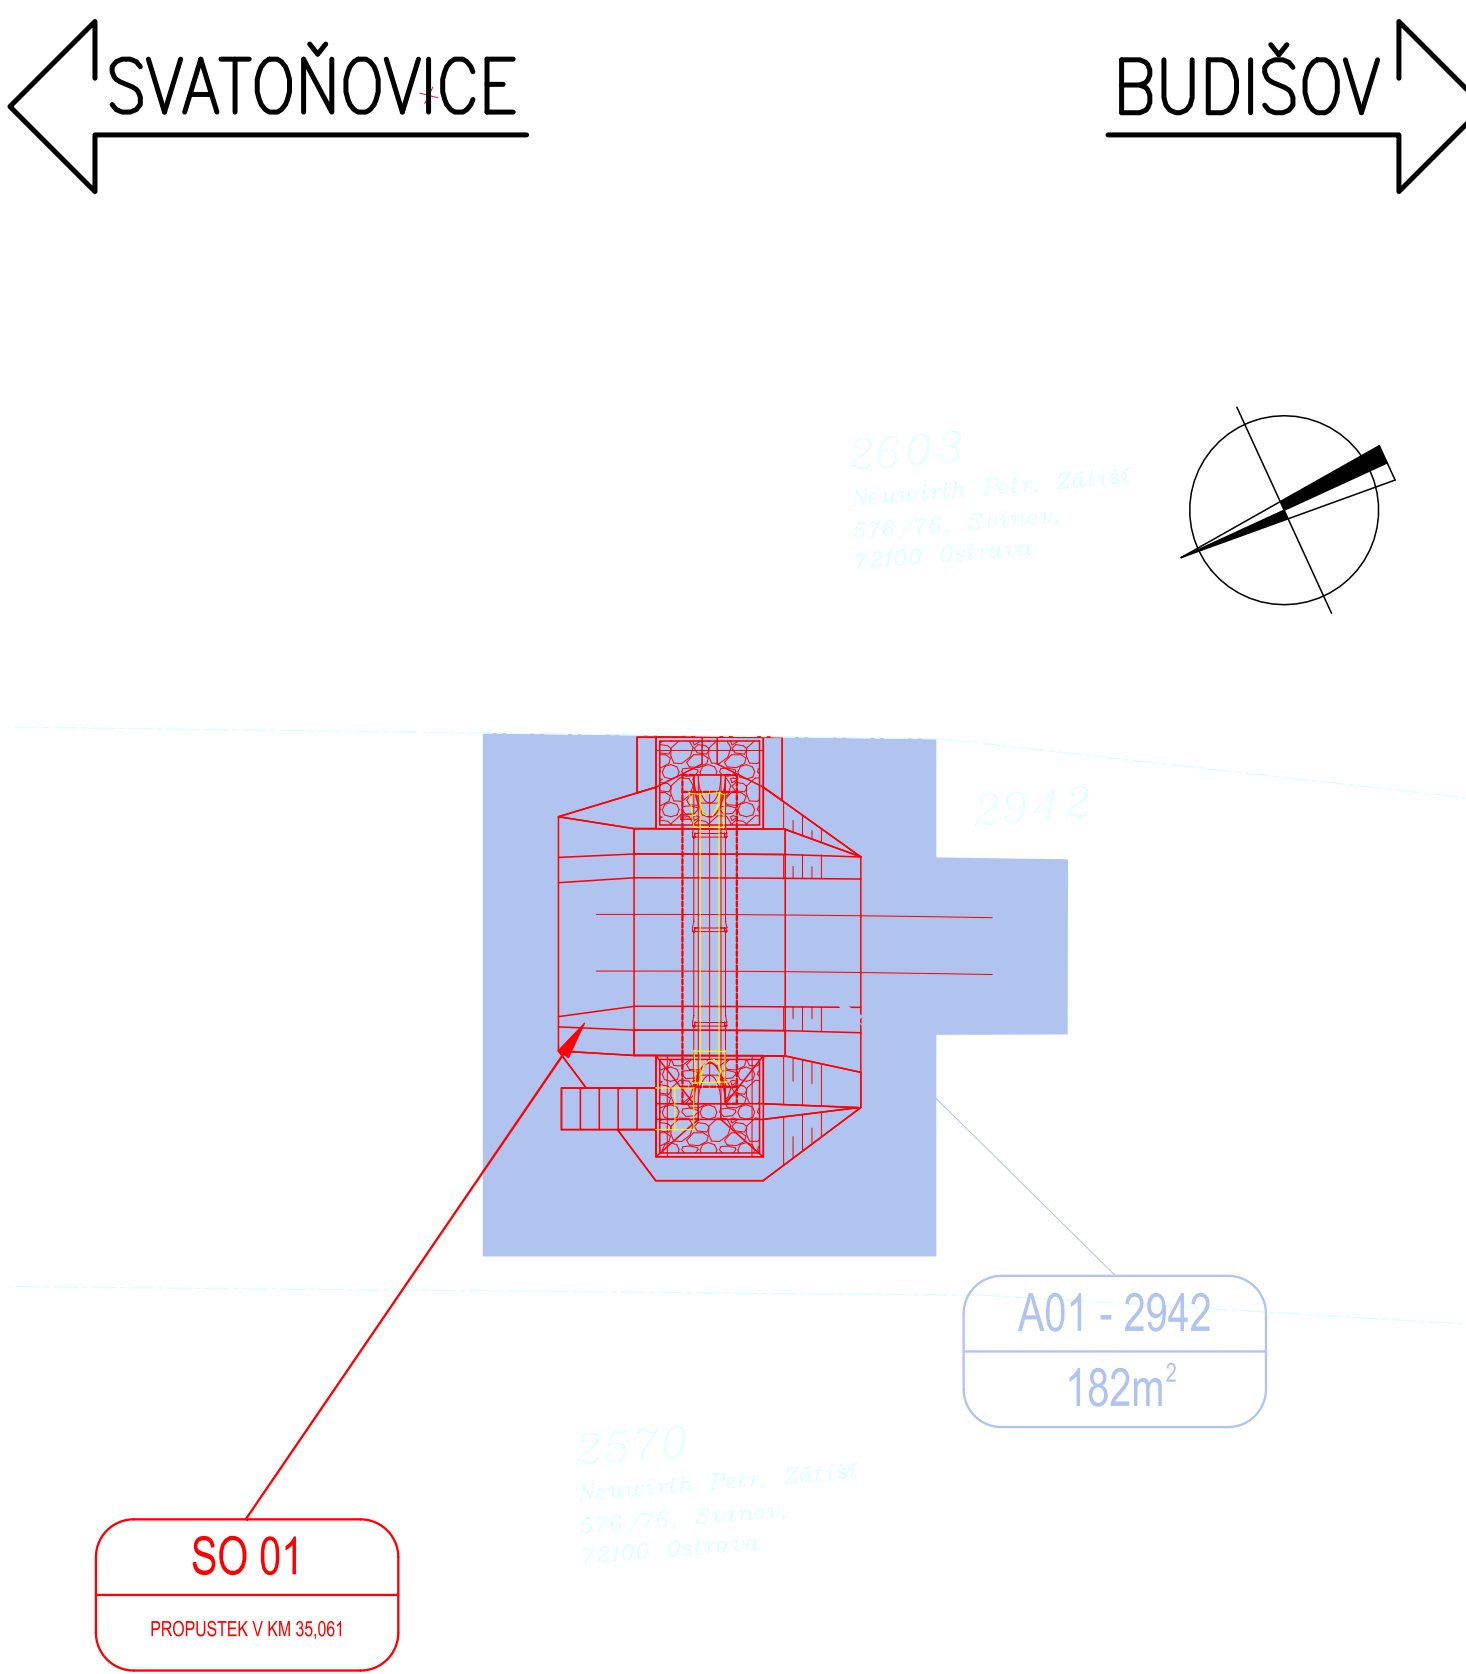 SVATOŇOVICE
BUDIŠOV
2603
Neuwirth Petr, Zátiší
576/76, Svinov,
72100 Ostrava
2942
A01 - 2942
182m²
2570
Neuwirth Petr, Zátiší
576/76, Svinov,
72100 Ostrava
SO 01
PROPUSTEK V KM 35,061